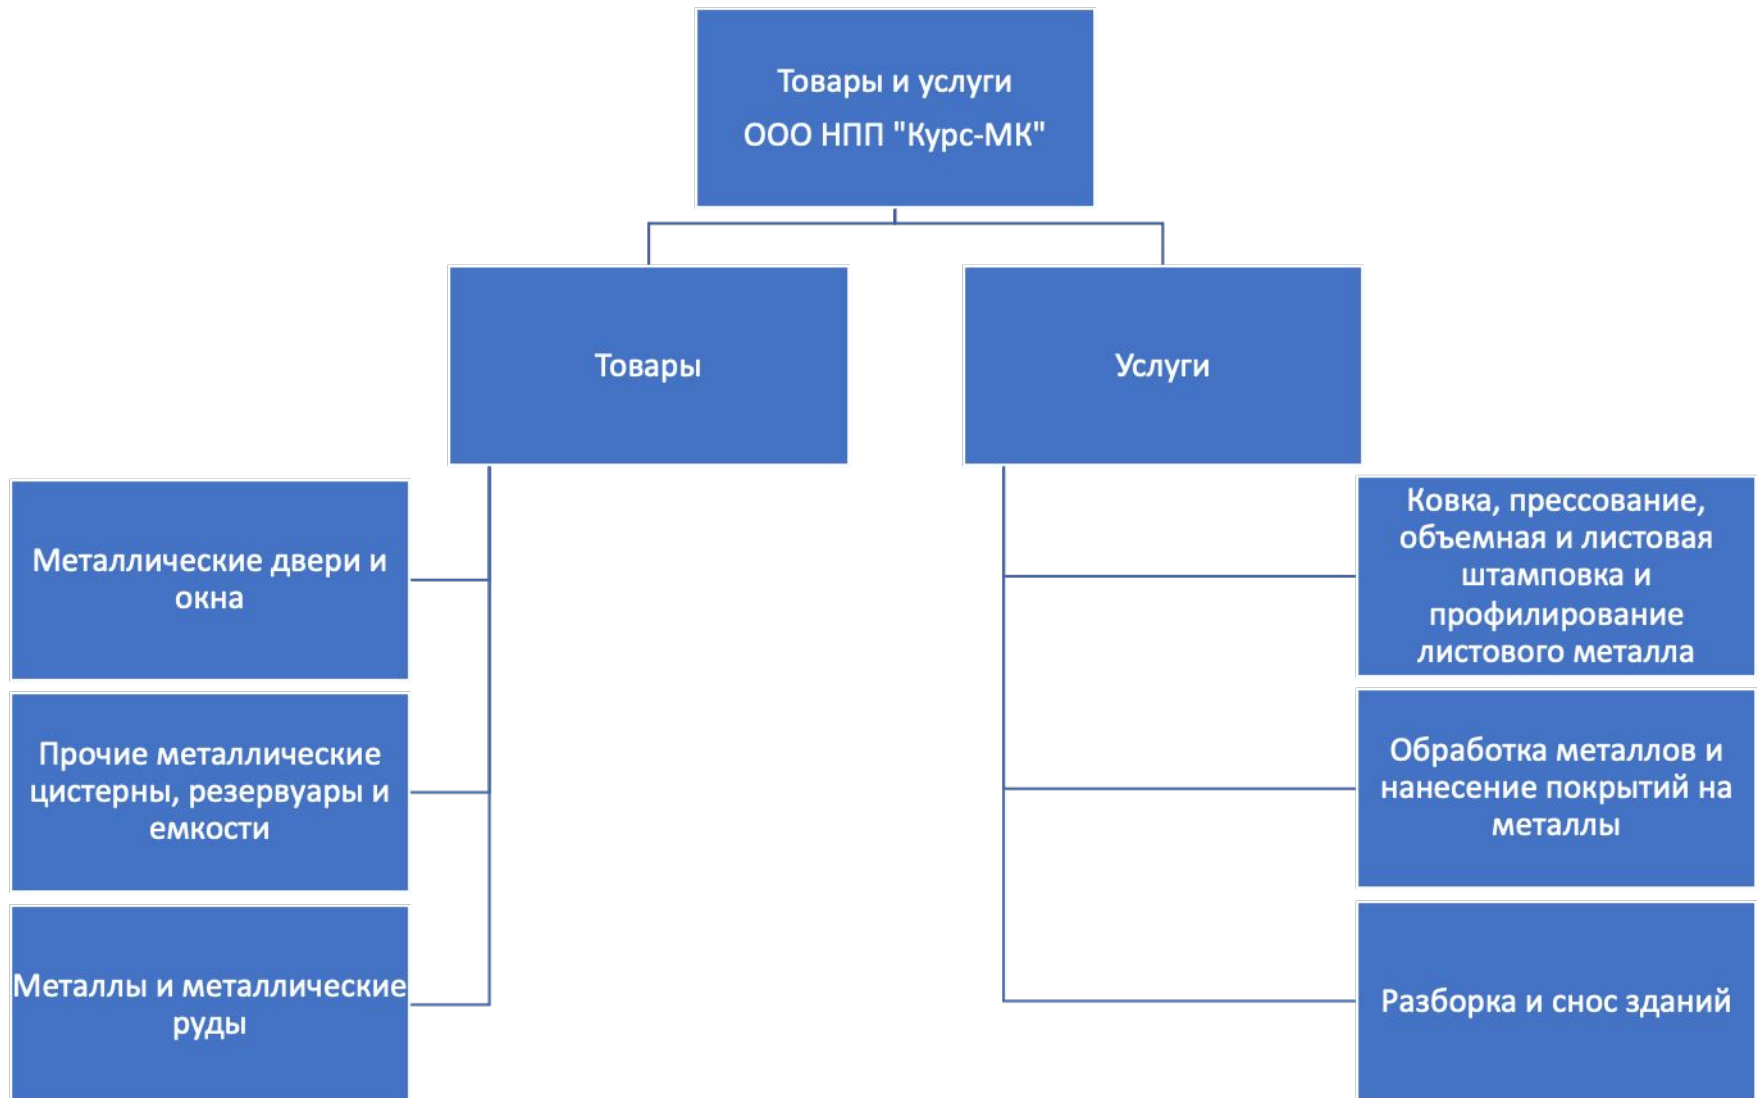 Товары и услуги
ООО НПП "Курс-МК"
Товары
Услуги
Металлические двери и
окна
Прочие металлические
цистерны, резервуары и
емкости
Металлы и металлические
руды
Ковка, прессование,
объемная и листовая
штамповка и
профилирование
листового металла
Обработка металлов и
нанесение покрытий на
металлы
Разборка и снос зданий